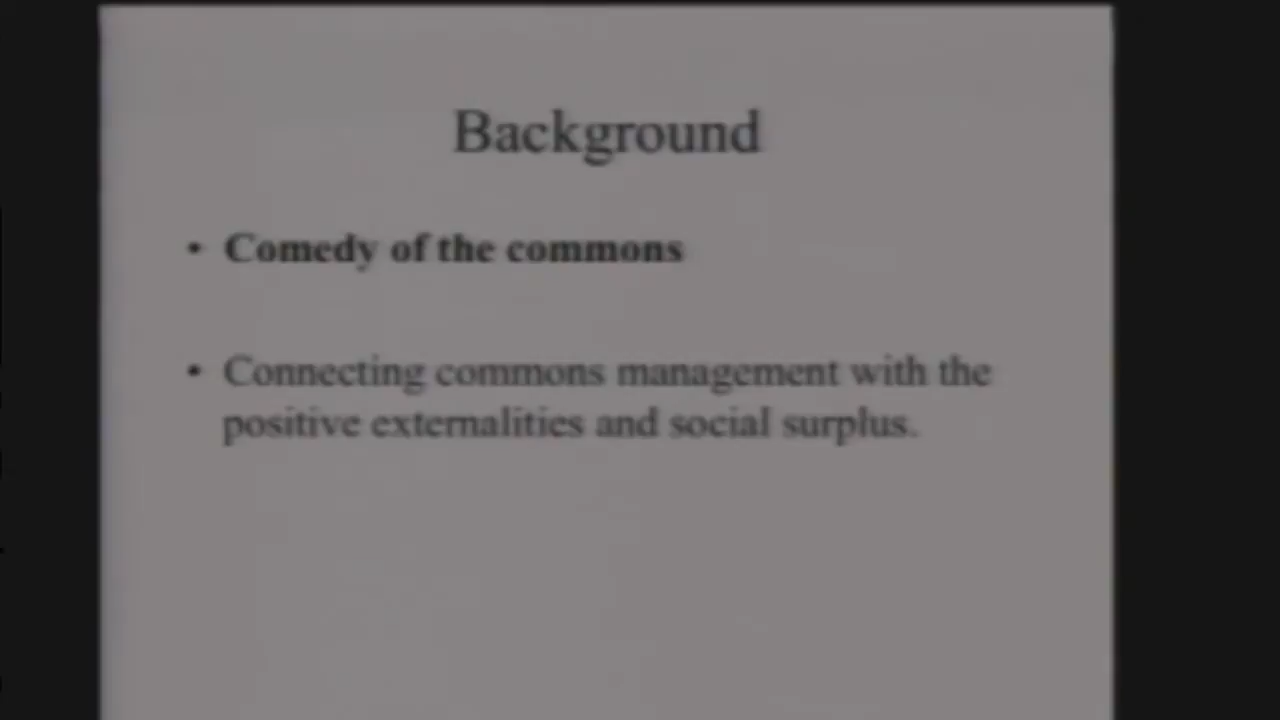 Background
• Comedy of the commons
• Connecting commons management with the
positive externalities and social surplus.